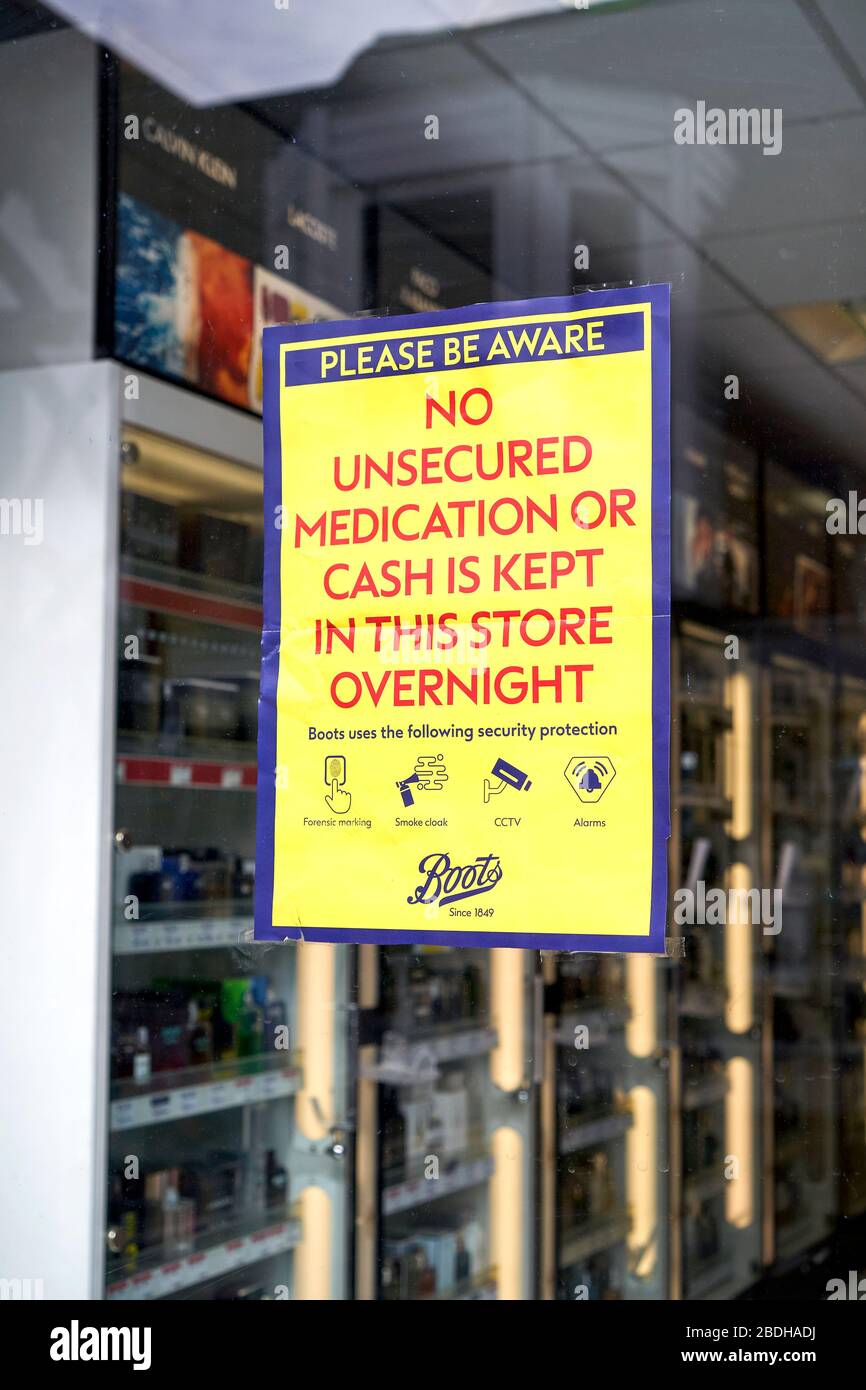 CALVIN KLEIN
LACOSTE
PLEASE BE AWARE
NO
UNSECURED
MEDICATION OR
CASH IS KEPT
IN THIS STORE
OVERNIGHT
Boots uses the following security protection
Forensic marking
Smoke cloak
CCTV
Alarms
Boots
Since 1849
alamy
alamy
Image ID: 2BDHADJ
www.alamy.com